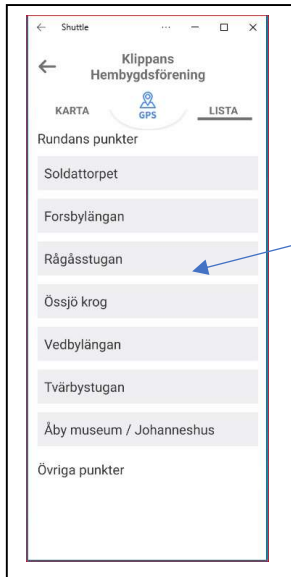 Shuttle
Klippans
Hembygdsförening
KARTA GPS LISTA
Rundans punkter
Soldattorpet
Forsbylängan
Rågåsstugan
Össjö krog
Vedbylängan
Tvärbystugan
Åby museum / Johanneshus
Övriga punkter